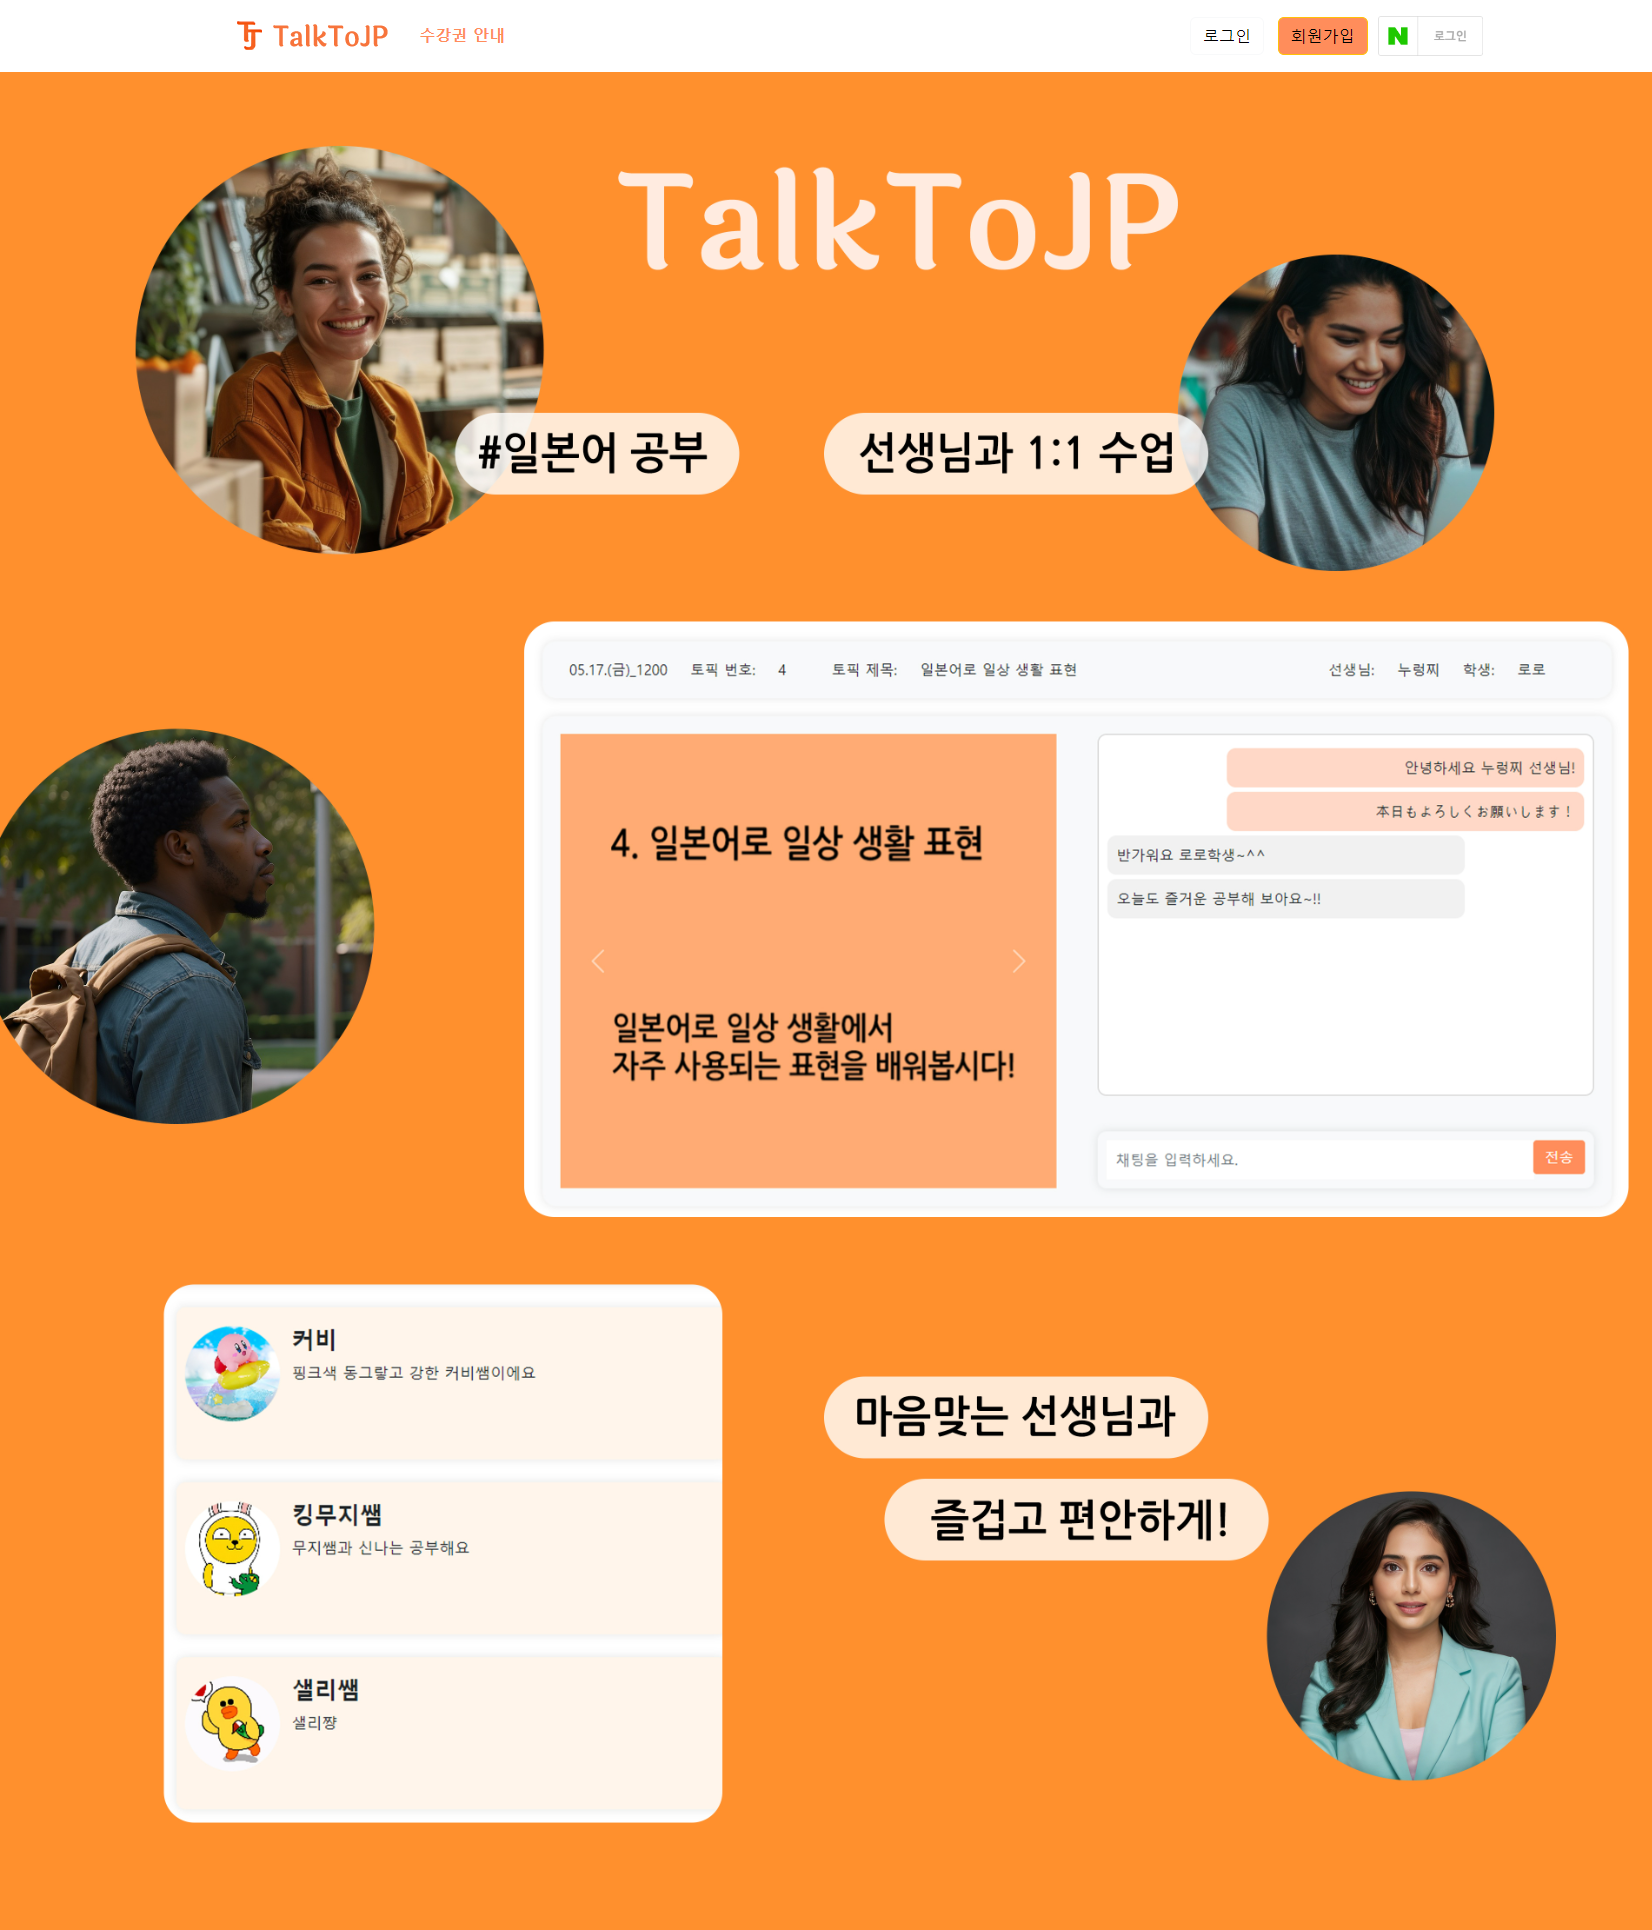 TalkToJP
수강권 안내
로그인
회원가입
N
로그인
TalkToJP
#일본어 공부
선생님과 1:1 수업
05.17.(금)_1200 토픽 번호: 4 토픽 제목: 일본어로 일상 생활 표현 선생님: 누렁찌 학생: 로로
4. 일본어로 일상 생활 표현
일본어로 일상 생활에서
자주 사용되는 표현을 배워봅시다!
안녕하세요 누렁찌 선생님!
本日もよろしくお願いします！
반가워요 로로학생~^^
오늘도 즐거운 공부해 보아요~!!
채팅을 입력하세요.
전송
커비
핑크색 동그랗고 강한 커비쌤이에요
킹무지쌤
무지쌤과 신나는 공부해요
샐리쌤
샐리쨩
마음맞는 선생님과
즐겁고 편안하게!